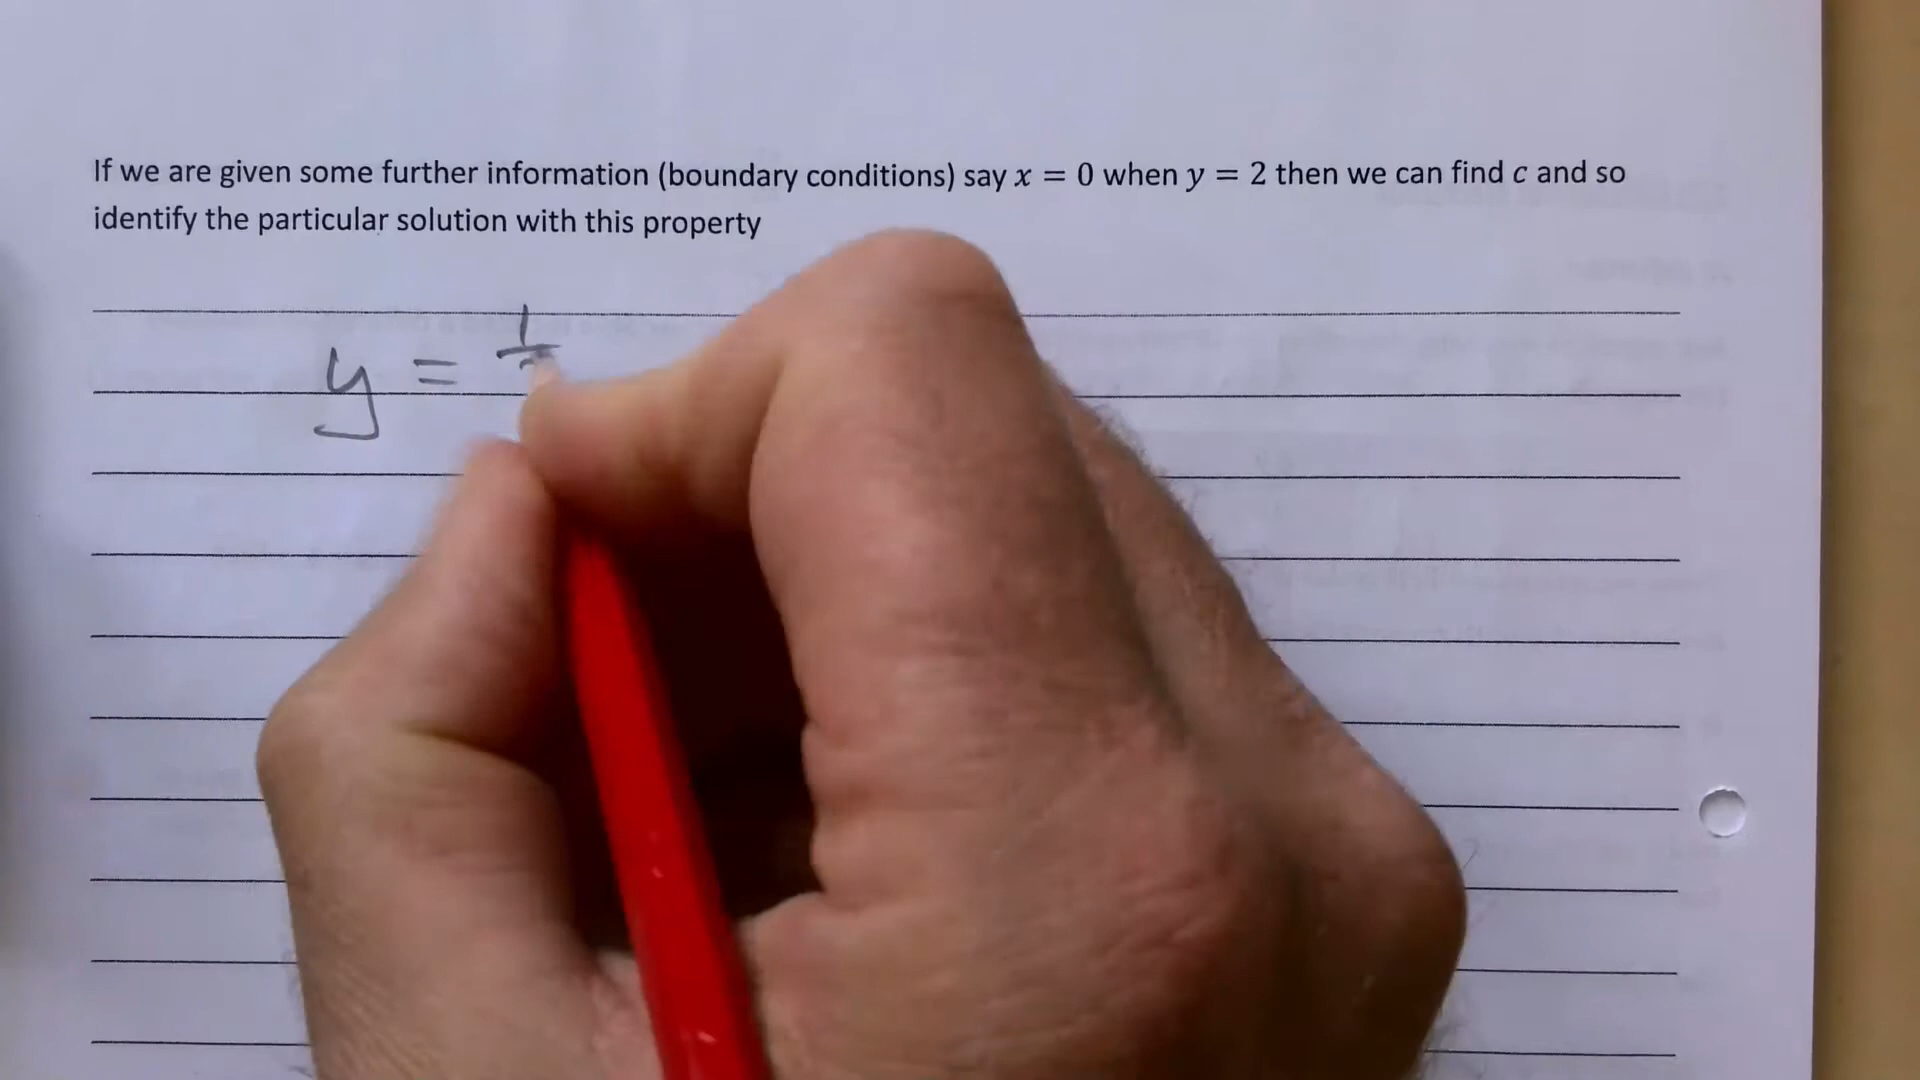 If we are given some further information (boundary conditions) say x = 0 when y = 2 then we can find c and so
identify the particular solution with this property
y = 1